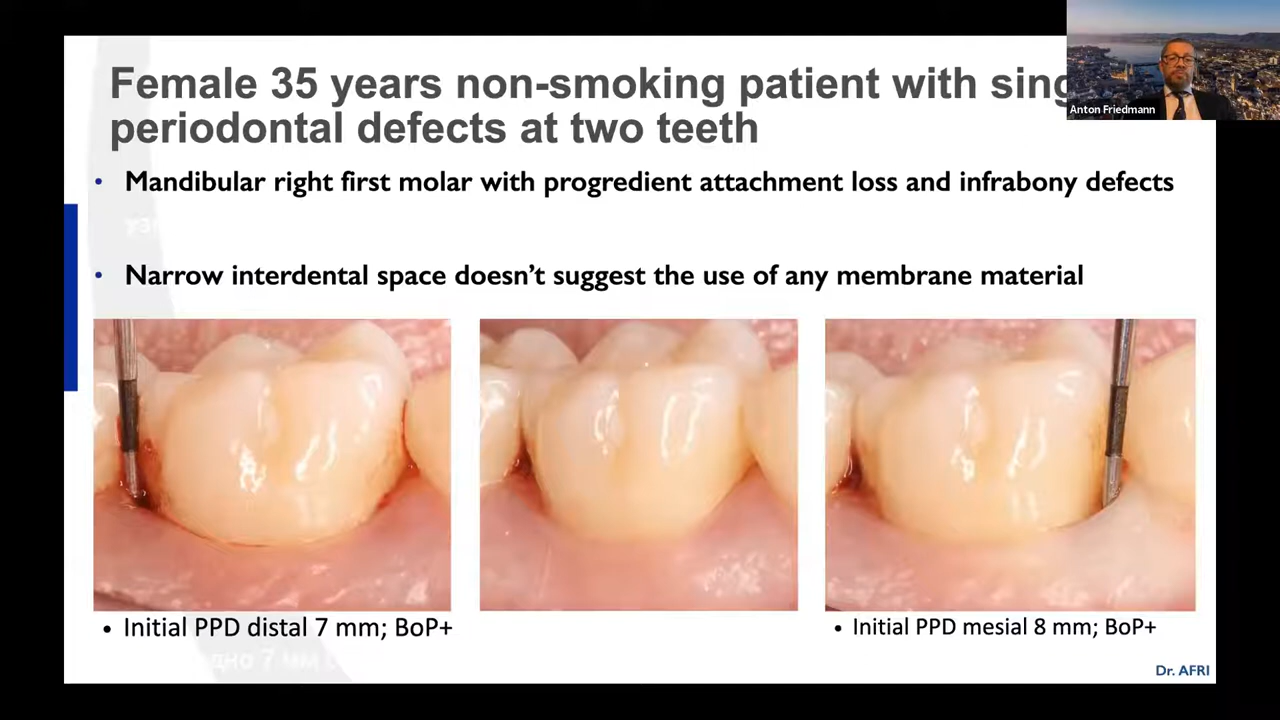 Female 35 years non-smoking patient with sing
periodontal defects at two teeth
Anton Friedmann
• Mandibular right first molar with progredient attachment loss and infrabony defects
• Narrow interdental space doesn’t suggest the use of any membrane material
• Initial PPD distal 7 mm; BoP+
• Initial PPD mesial 8 mm; BoP+
Dr. AFRI